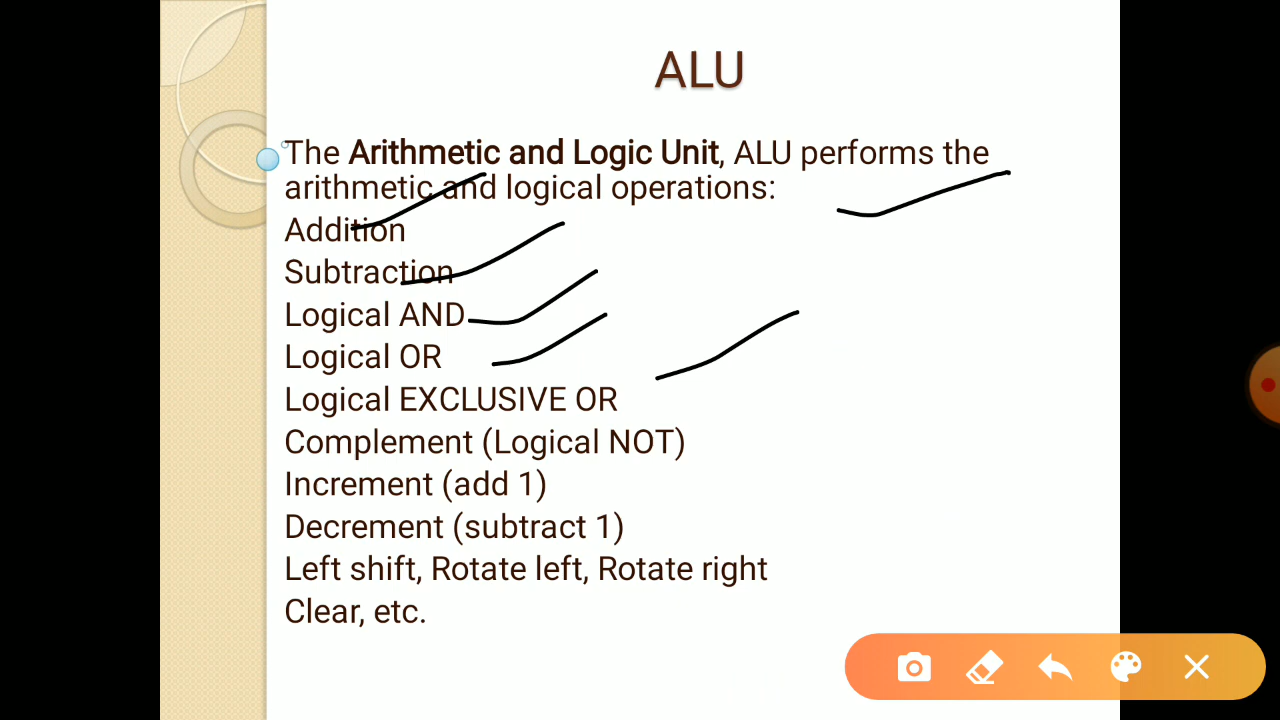 ALU
The Arithmetic and Logic Unit, ALU performs the
arithmetic and logical operations:
Addition
Subtraction
Logical AND
Logical OR
Logical EXCLUSIVE OR
Complement (Logical NOT)
Increment (add 1)
Decrement (subtract 1)
Left shift, Rotate left, Rotate right
Clear, etc.